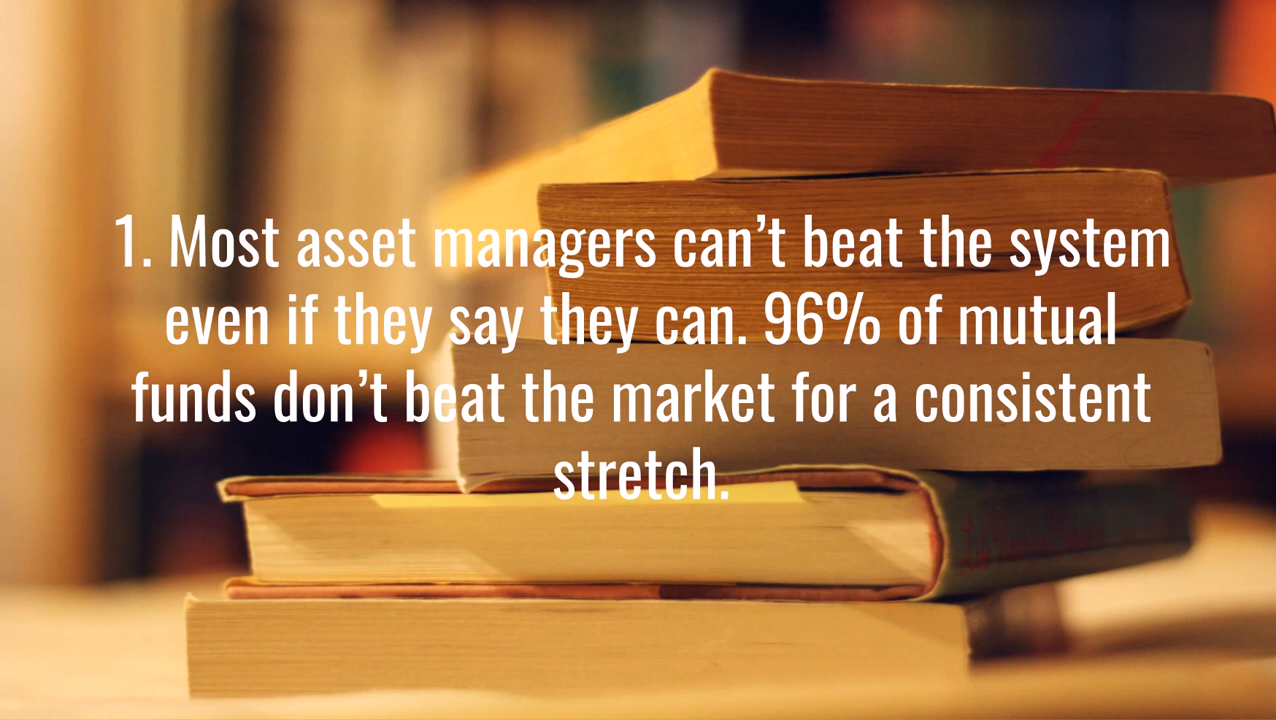 1. Most asset managers can’t beat the system
even if they say they can. 96% of mutual
funds don’t beat the market for a consistent
stretch.